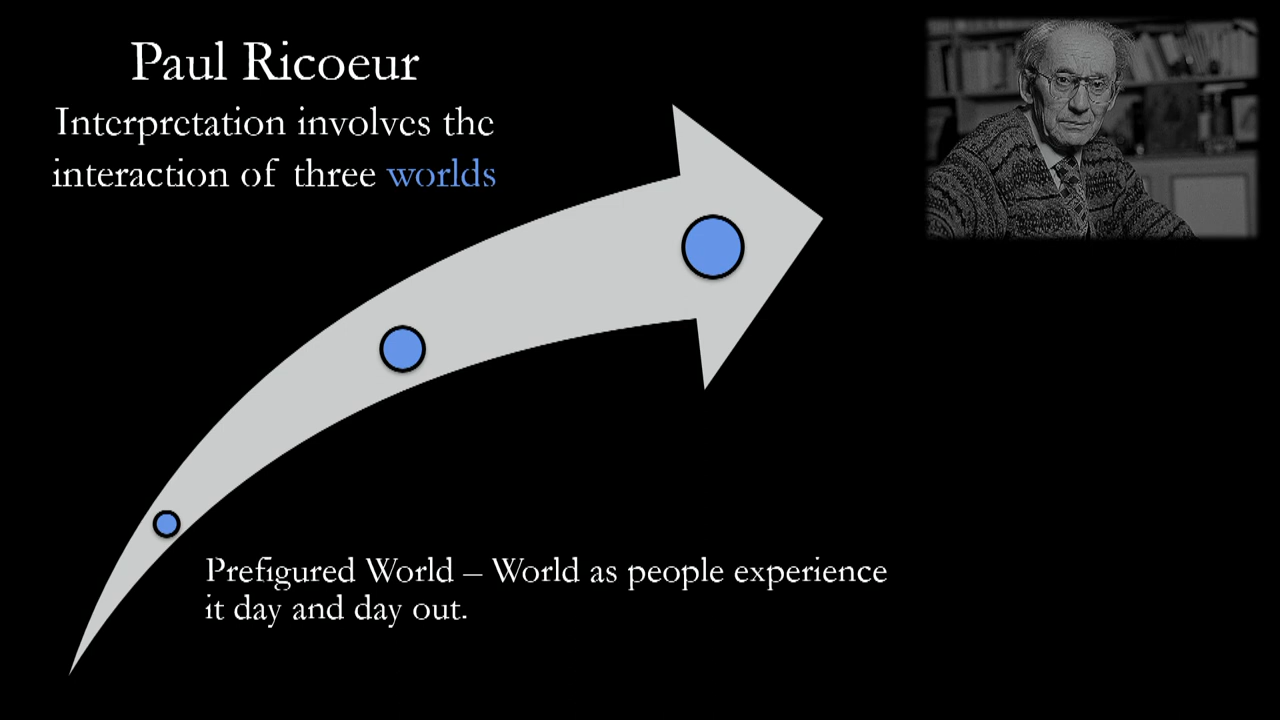 Paul Ricoeur
Interpretation involves the
interaction of three worlds
Prefigured World – World as people experience
it day and day out.